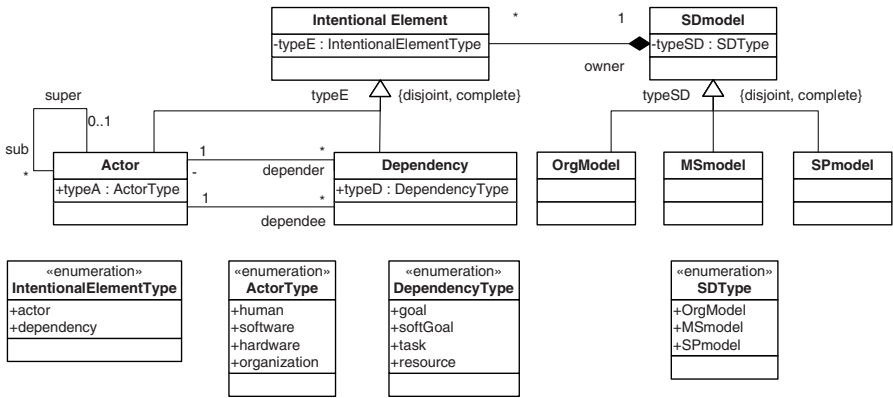 Intentional Element
-typeE : IntentionalElementType
*
1
owner
SDmodel
-typeSD : SDType
typeE
{disjoint, complete}
typeSD
{disjoint, complete}
super
0..1
sub
*
Actor
+typeA : ActorType
1
*
depender
-
1
*
dependee
Dependency
+typeD : DependencyType
OrgModel
MSmodel
SPmodel
«enumeration»
IntentionalElementType
+actor
+dependency
«enumeration»
ActorType
+human
+software
+hardware
+organization
«enumeration»
DependencyType
+goal
+softGoal
+task
+resource
«enumeration»
SDType
+OrgModel
+MSmodel
+SPmodel